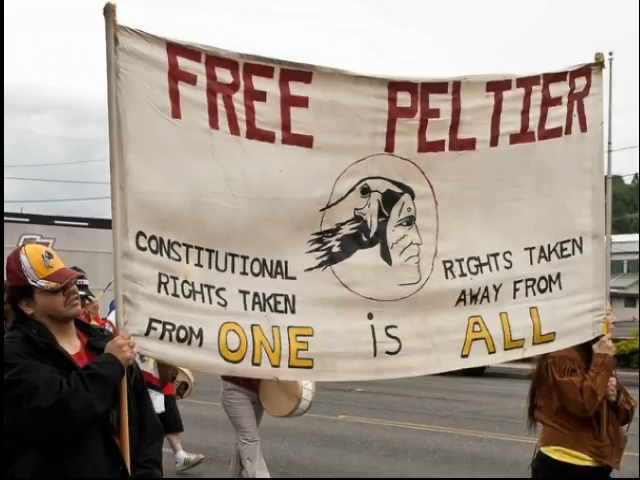 FREE PELTIER
CONSTITUTIONAL
RIGHTS TAKEN
FROM ONE is ALL
RIGHTS TAKEN
AWAY FROM